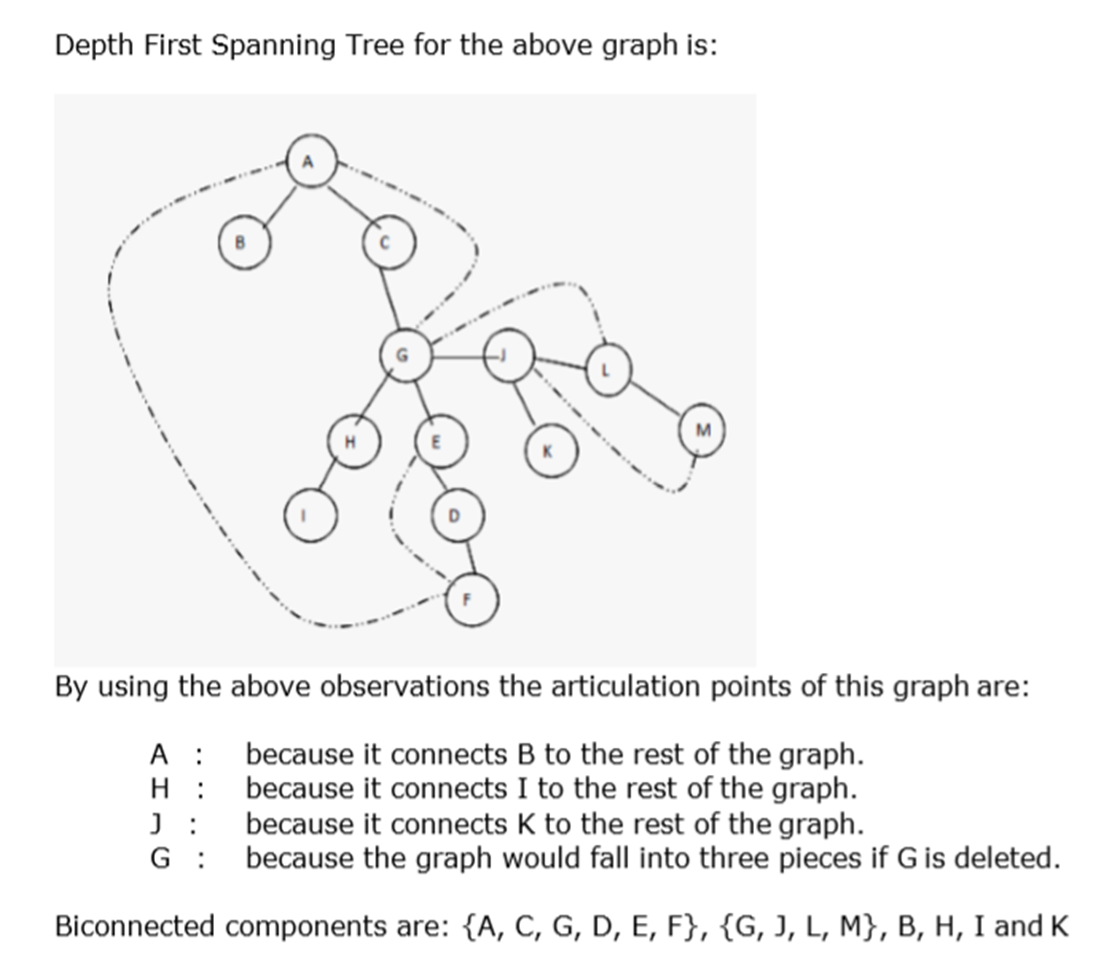 Depth First Spanning Tree for the above graph is:
A
B
C
G
J
L
H
E
K
M
I
D
F
By using the above observations the articulation points of this graph are:
A : because it connects B to the rest of the graph.
H : because it connects I to the rest of the graph.
J : because it connects K to the rest of the graph.
G : because the graph would fall into three pieces if G is deleted.
Biconnected components are: {A, C, G, D, E, F}, {G, J, L, M}, B, H, I and K